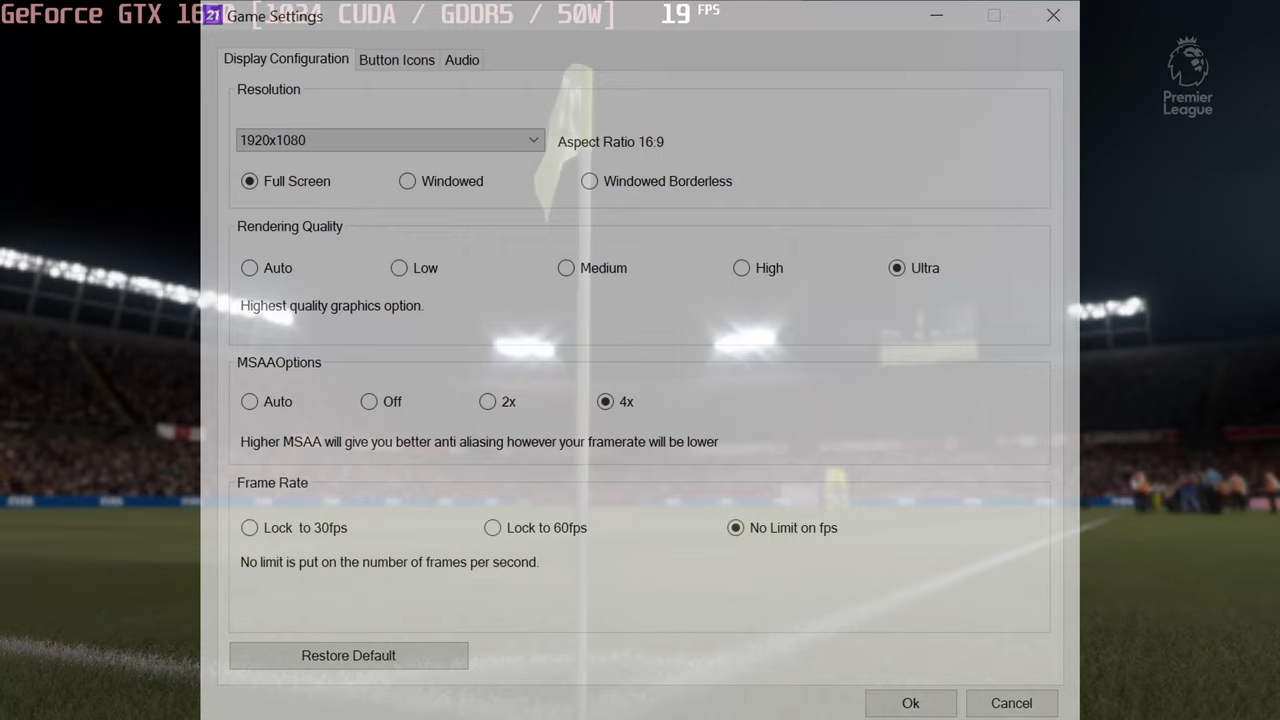 GeForce GTX 16
CUDA / GDDR5 / 50W] 19 FPS
21 Game Settings
Display Configuration Button Icons Audio
Resolution
1920x1080 Aspect Ratio 16:9
Full Screen Windowed Windowed Borderless
Rendering Quality
Auto Low Medium High Ultra
Highest quality graphics option.
MSAAOptions
Auto Off 2x 4x
Higher MSAA will give you better anti aliasing however your framerate will be lower
Frame Rate
Lock to 30fps Lock to 60fps No Limit on fps
No limit is put on the number of frames per second.
Restore Default
Ok Cancel
Premier
League